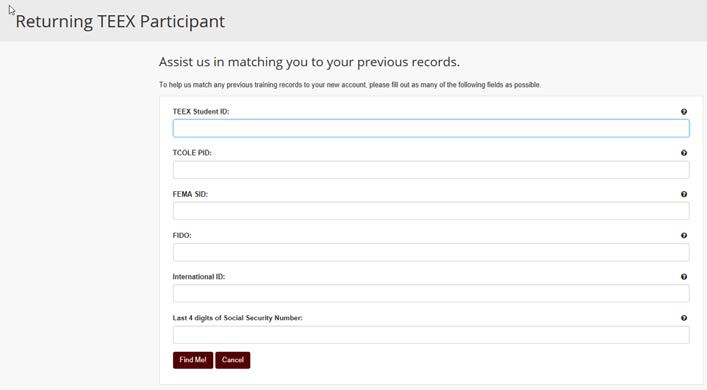 Returning TEEX Participant
Assist us in matching you to your previous records.
To help us match any previous training records to your new account, please fill out as many of the following fields as possible.
TEEX Student ID:
TCOLE PID:
FEMA SID:
FIDO:
International ID:
Last 4 digits of Social Security Number:
Find Me! Cancel